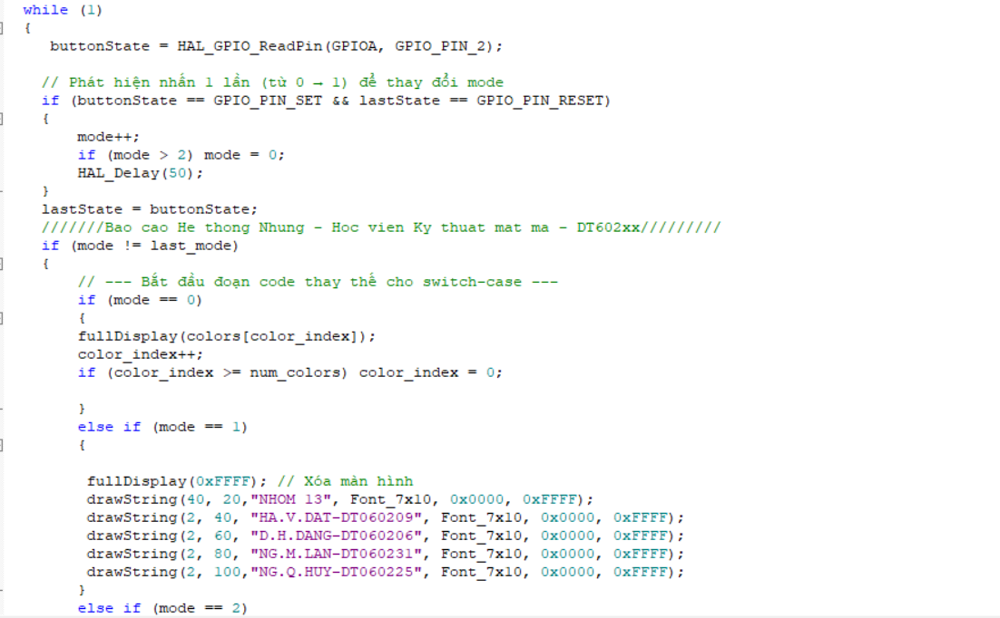 while (1)
{
buttonState = HAL_GPIO_ReadPin(GPIOA, GPIO_PIN_2);
// Phát hiện nhấn 1 lần (từ 0 → 1) để thay đổi mode
if (buttonState == GPIO_PIN_SET && lastState == GPIO_PIN_RESET)
{
mode++;
if (mode > 2) mode = 0;
HAL_Delay(50);
}
lastState = buttonState;
///////Bao cao He thong Nhung - Hoc vien Ky thuat mat ma - DT602xx/////////
if (mode != last_mode)
{
// --- Bắt đầu đoạn code thay thế cho switch-case ---
if (mode == 0)
{
fullDisplay(colors[color_index]);
color_index++;
if (color_index >= num_colors) color_index = 0;
}
else if (mode == 1)
{
fullDisplay(0xFFFF); // Xóa màn hình
drawString(40, 20,"NHOM 13", Font_7x10, 0x0000, 0xFFFF);
drawString(2, 40, "HA.V.DAT-DT060209", Font_7x10, 0x0000, 0xFFFF);
drawString(2, 60, "D.H.DANG-DT060206", Font_7x10, 0x0000, 0xFFFF);
drawString(2, 80, "NG.M.LAN-DT060231", Font_7x10, 0x0000, 0xFFFF);
drawString(2, 100,"NG.Q.HUY-DT060225", Font_7x10, 0x0000, 0xFFFF);
}
else if (mode == 2)